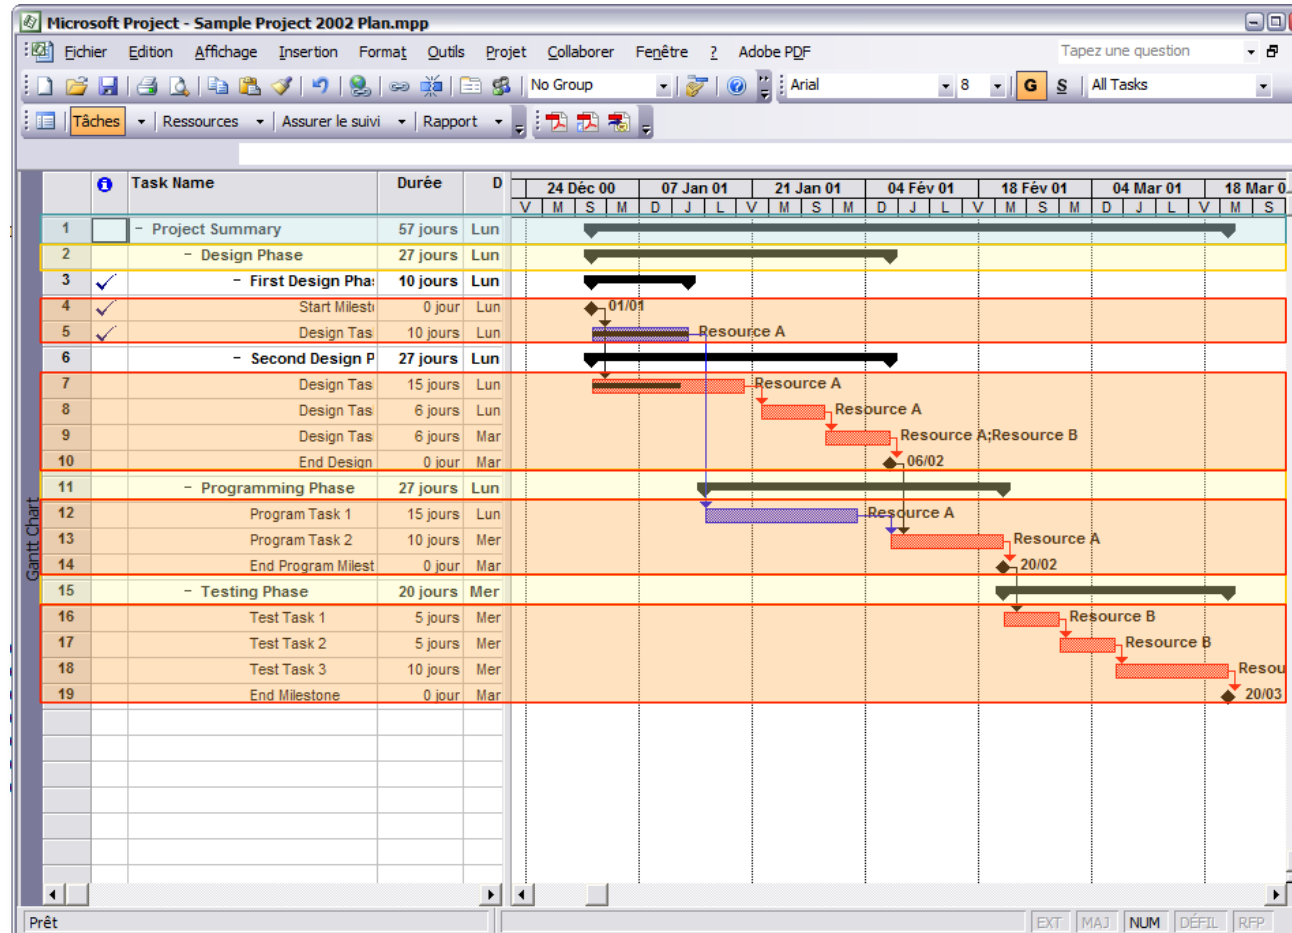 Microsoft Project - Sample Project 2002 Plan.mpp
Fichier Edition Affichage Insertion Format Outils Projet Collaborer Fenêtre ? Adobe PDF Tapez une question
No Group Arial 8 G S All Tasks
Tâches Ressources Assurer le suivi Rapport
Task Name Durée D 24 Déc 00 07 Jan 01 21 Jan 01 04 Fév 01 18 Fév 01 04 Mar 01 18 Mar 0
V M S M D J L V M S M D J L V M S M D J L V M S
1 - Project Summary 57 jours Lun
2 - Design Phase 27 jours Lun
3 - First Design Pha 10 jours Lun
4 Start Milest 0 jour Lun 01/01
5 Design Tas 10 jours Lun Resource A
6 - Second Design P 27 jours Lun
7 Design Tas 15 jours Lun Resource A
8 Design Tas 6 jours Lun Resource A
9 Design Tas 6 jours Mar Resource A;Resource B
10 End Design 0 jour Mar 06/02
11 - Programming Phase 27 jours Lun
12 Program Task 1 15 jours Lun Resource A
13 Program Task 2 10 jours Mer Resource A
14 End Program Milest 0 jour Mar 20/02
15 - Testing Phase 20 jours Mer
16 Test Task 1 5 jours Mer Resource B
17 Test Task 2 5 jours Mer Resource B
18 Test Task 3 10 jours Mer Resou
19 End Milestone 0 jour Mar 20/03
Gantt Chart
Prêt EXT MAJ NUM DÉFIL RFP